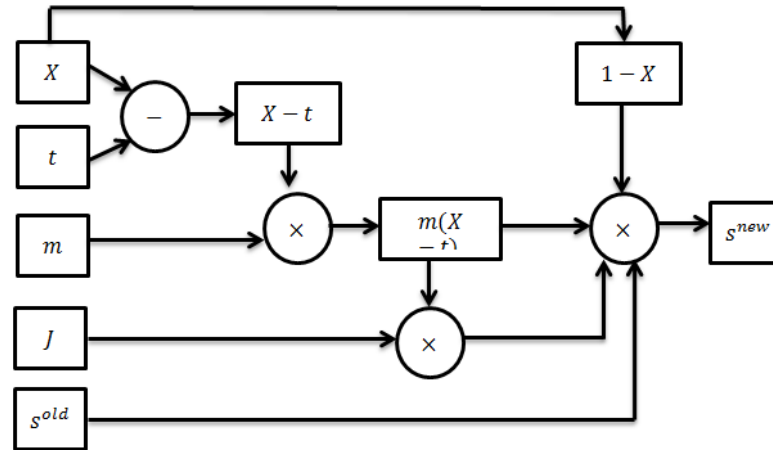 X
1 − X
−
X − t
t
m
×
m(X
− t)
×
s^{new}
J
×
s^{old}